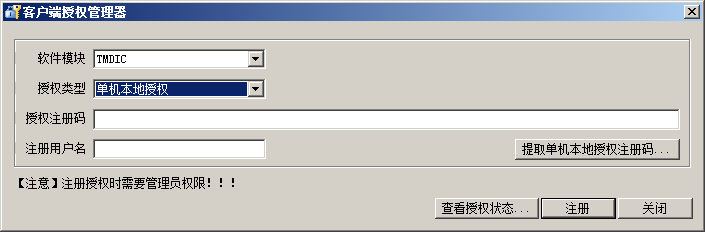 客户端授权管理器
软件模块 TMDIC
授权类型 单机本地授权
授权注册码
注册用户名 提取单机本地授权注册码...
【注意】注册授权时需要管理员权限！！！
查看授权状态... 注册 关闭